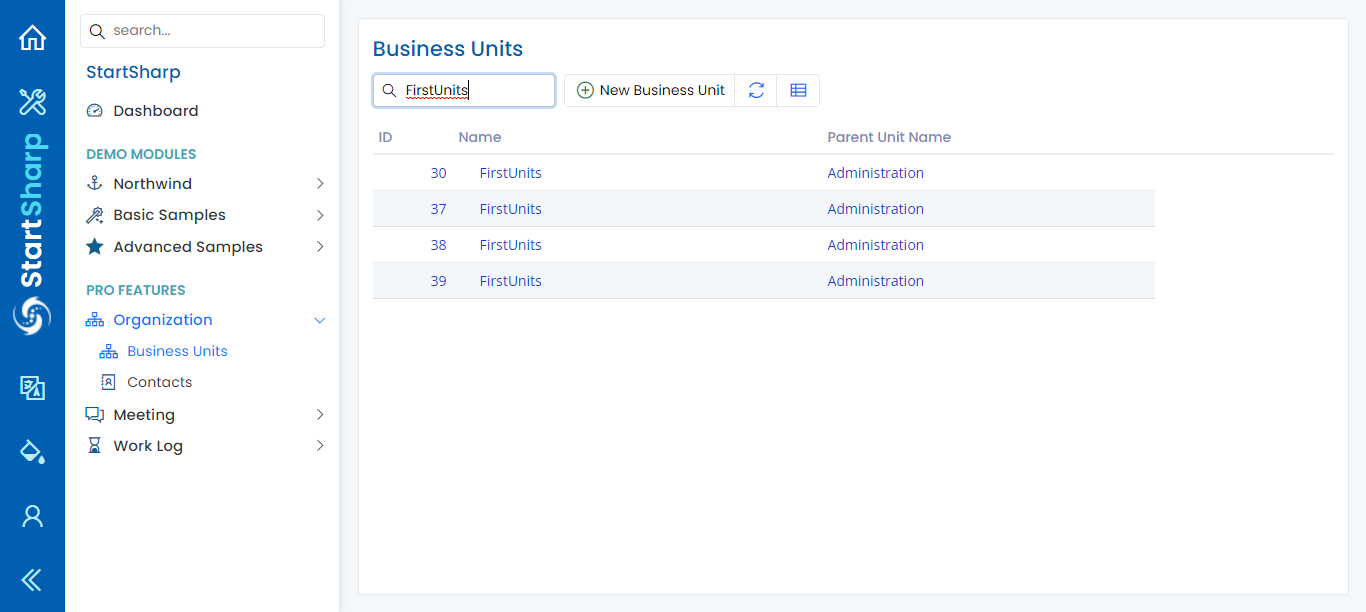 StartSharp
search...
StartSharp
Dashboard
DEMO MODULES
Northwind
Basic Samples
Advanced Samples
PRO FEATURES
Organization
Business Units
Contacts
Meeting
Work Log
Business Units
FirstUnits
New Business Unit
ID Name Parent Unit Name
30 FirstUnits Administration
37 FirstUnits Administration
38 FirstUnits Administration
39 FirstUnits Administration